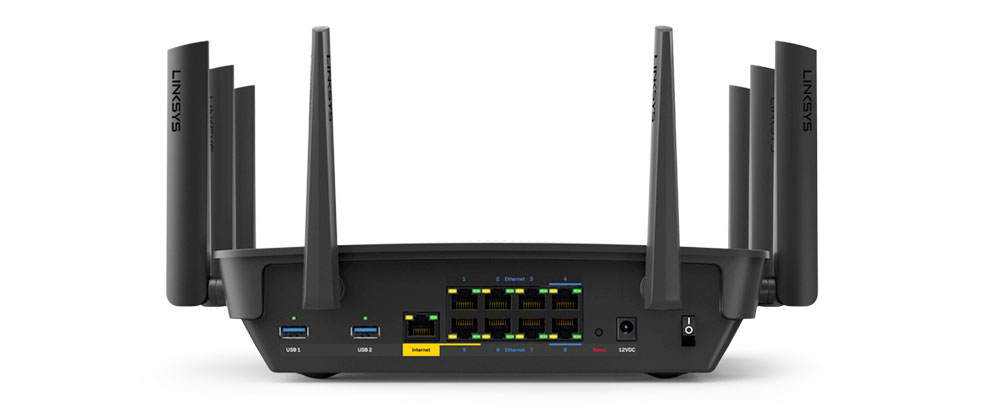 LINKSYS
LINKSYS
1 2 Ethernet 3 4
USB 1 USB 2 Internet 5 6 Ethernet 7 8 Reset 12VDC
I
O